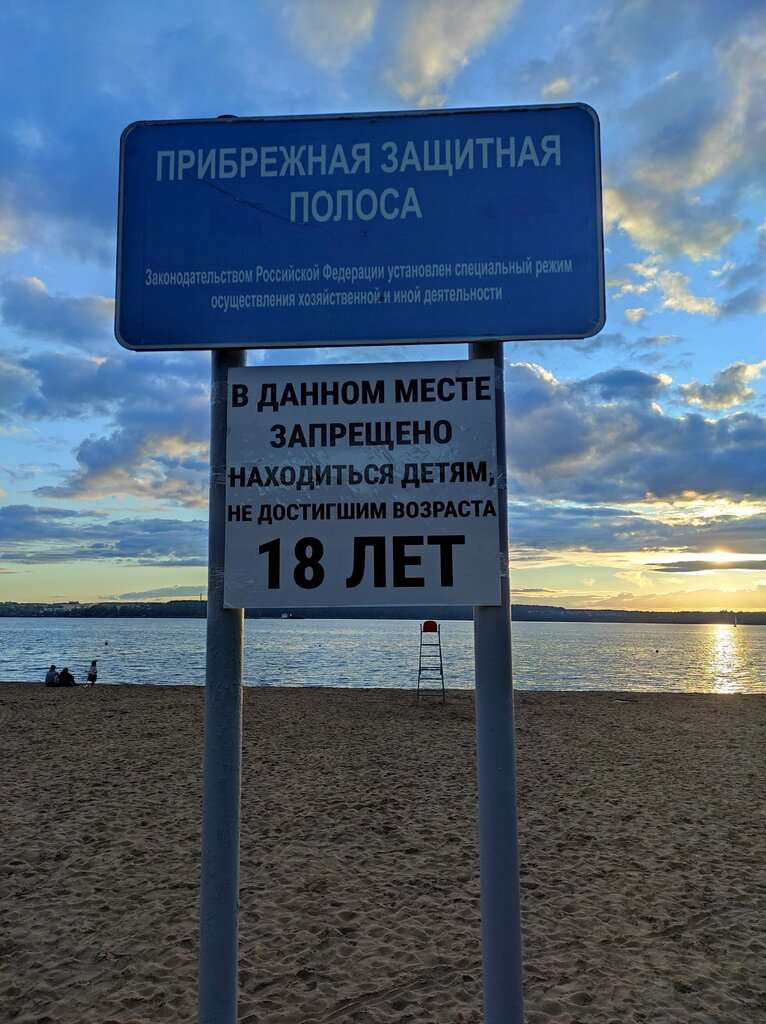 ПРИБРЕЖНАЯ ЗАЩИТНАЯ
ПОЛОСА
Законодательством Российской Федерации установлен специальный режим
осуществления хозяйственной и иной деятельности
В ДАННОМ МЕСТЕ
ЗАПРЕЩЕНО
НАХОДИТЬСЯ ДЕТЯМ,
НЕ ДОСТИГШИМ ВОЗРАСТА
18 ЛЕТ